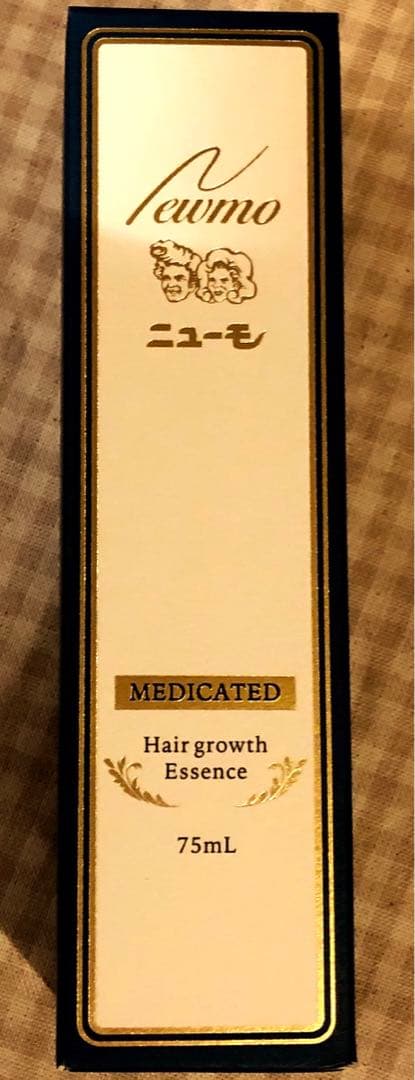 Newmo
ニューモ
MEDICATED
Hair growth
Essence
75mL